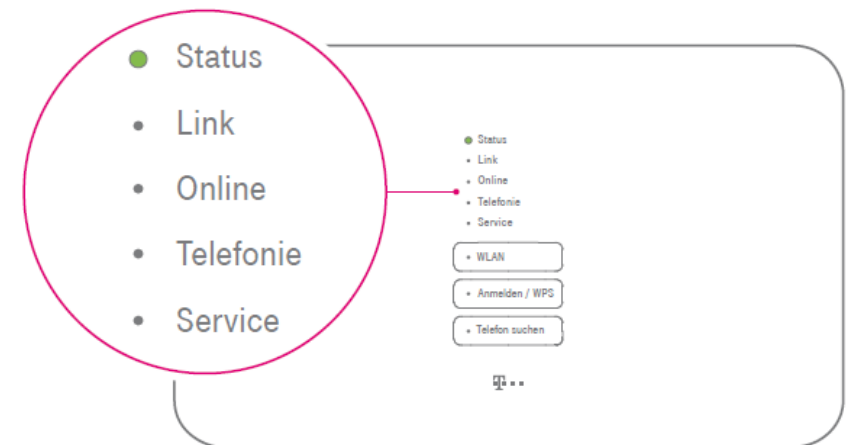 Status
Link
Online
Telefonie
Service
Status
Link
Online
Telefonie
Service
WLAN
Anmelden / WPS
Telefon suchen
T